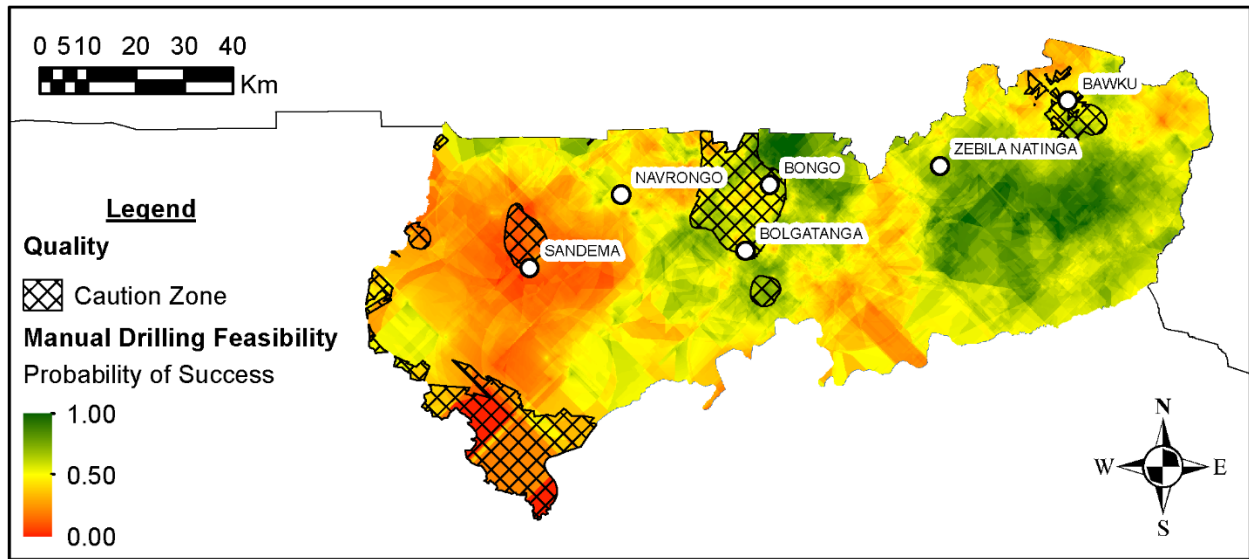 0 5 10 20 30 40
Km
BAWKU
ZEBILA NATINGA
NAVRONGO
BONGO
BOLGATANGA
SANDEMA
Legend
Quality
Caution Zone
Manual Drilling Feasibility
Probability of Success
1.00
0.50
0.00
N
W
E
S